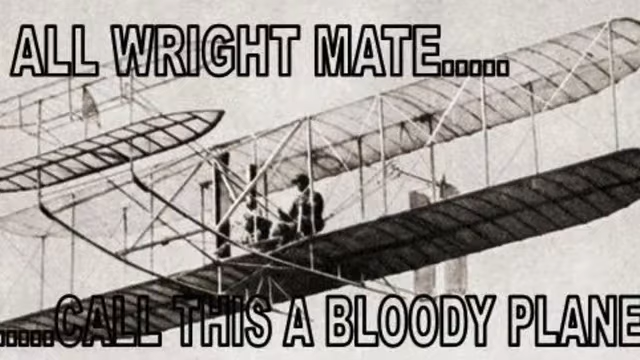 ALL WRIGHT MATE.....
.....CALL THIS A BLOODY PLANE